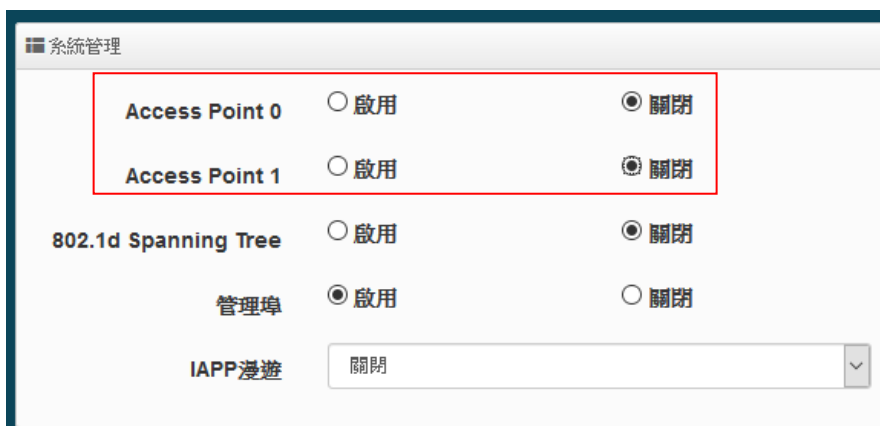 系統管理
Access Point 0 啟用 關閉
Access Point 1 啟用 關閉
802.1d Spanning Tree 啟用 關閉
管理埠 啟用 關閉
IAPP漫遊 關閉